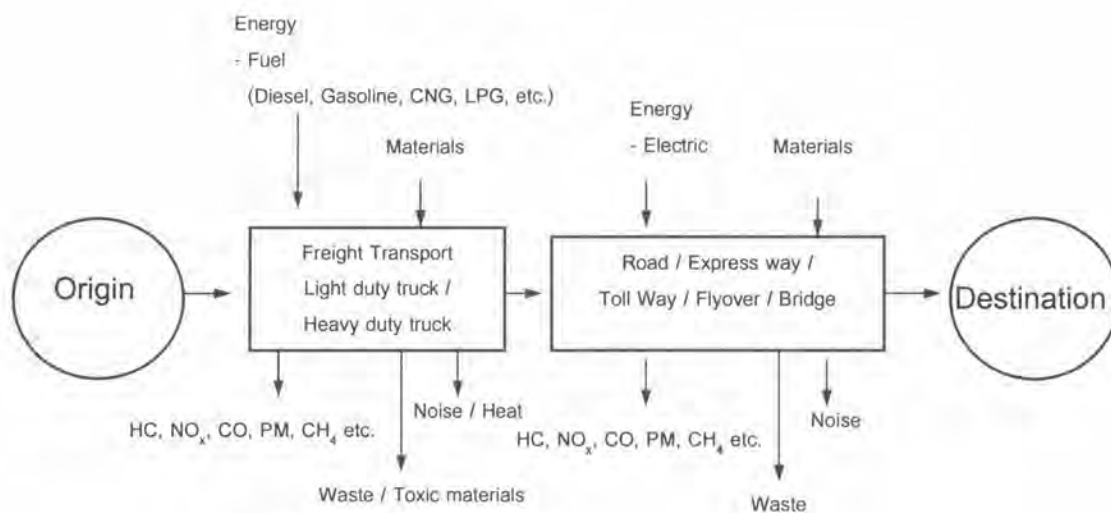 Energy
- Fuel
(Diesel, Gasoline, CNG, LPG, etc.)
Materials
Energy
- Electric
Materials
Origin
Freight Transport
Light duty truck /
Heavy duty truck
Road / Express way /
Toll Way / Flyover / Bridge
Destination
HC, NOₓ, CO, PM, CH₄ etc.
Noise / Heat
Waste / Toxic materials
HC, NOₓ, CO, PM, CH₄ etc.
Noise
Waste